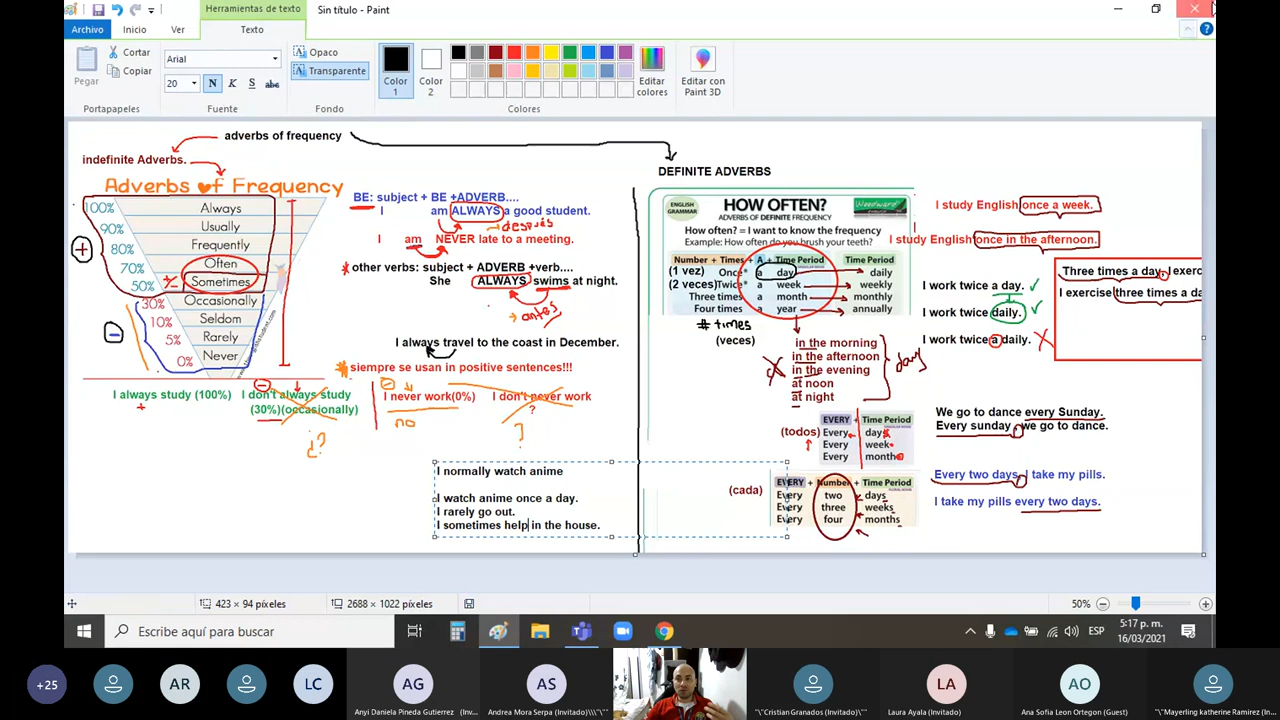 Herramientas de texto
Sin título - Paint
Archivo
Inicio
Ver
Texto
Pegar
Cortar
Copiar
Portapapeles
Arial
20
N
K
S
abc
Fuente
Opaco
Transparente
Fondo
Color 1
Color 2
Colores
Editar colores
Editar con Paint 3D
adverbs of frequency
indefinite Adverbs.
Adverbs of Frequency
100% Always
90% Usually
80% Frequently
70% Often
50% Sometimes
30% Occasionally
10% Seldom
5% Rarely
0% Never
I always study (100%)
+
I don't always study
(30%)(occasionally)
¿?
BE: subject + BE +ADVERB....
I am ALWAYS a good student.
después
I am NEVER late to a meeting.
other verbs: subject + ADVERB +verb....
She ALWAYS swims at night.
antes
I always travel to the coast in December.
siempre se usan in positive sentences!!!
I never work(0%)
no
I don't never work
?
?
I normally watch anime
I watch anime once a day.
I rarely go out.
I sometimes help in the house.
DEFINITE ADVERBS
ENGLISH GRAMMAR
HOW OFTEN?
Woodward
ADVERBS OF DEFINITE FREQUENCY
How often? = I want to know the frequency
Example: How often do you brush your teeth?
Number + Times + A + Time Period
Time Period
(1 vez) Once* a day daily
(2 veces) Twice* a week weekly
Three times a month monthly
Four times a year annually
# times
(veces)
in the morning
in the afternoon
in the evening
at noon
at night
day
(todos)
EVERY + Time Period
Every day
Every week
Every month
(cada)
EVERY + Number + Time Period
Every two days
Every three weeks
Every four months
I study English once a week.
I study English once in the afternoon.
I work twice a day.
I work twice daily.
I work twice a daily.
Three times a day, I exerc
I exercise three times a da
We go to dance every Sunday.
Every sunday, we go to dance.
Every two days, I take my pills.
I take my pills every two days.
423 × 94 píxeles
2688 × 1022 píxeles
50%
Escribe aquí para buscar
ESP
5:17 p. m.
16/03/2021
+25
AR
LC
AG
Anyi Daniela Pineda Gutierrez (Inv...
AS
Andrea Mora Serpa (Invitado)\\\"\"
\"\"Cristian Granados (Invitado)\"\"
LA
Laura Ayala (Invitado)
AO
Ana Sofia Leon Ortegon (Guest)
\"\"Mayerling katherine Ramirez (Inv...